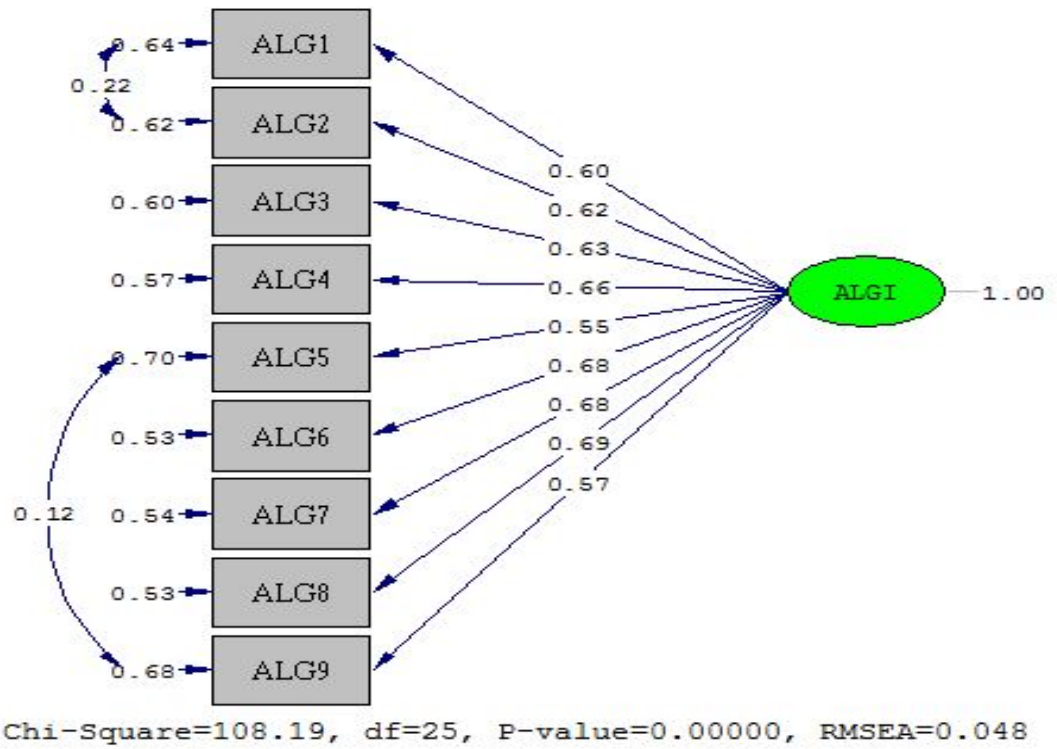 0.64 ALG1
0.22
0.62 ALG2
0.60
0.62
0.60 ALG3
0.63
0.57 ALG4
0.66
ALGI 1.00
0.55
0.70 ALG5
0.68
0.68
0.53 ALG6
0.69
0.57
0.12 0.54 ALG7
0.53 ALG8
0.68 ALG9
Chi-Square=108.19, df=25, P-value=0.00000, RMSEA=0.048